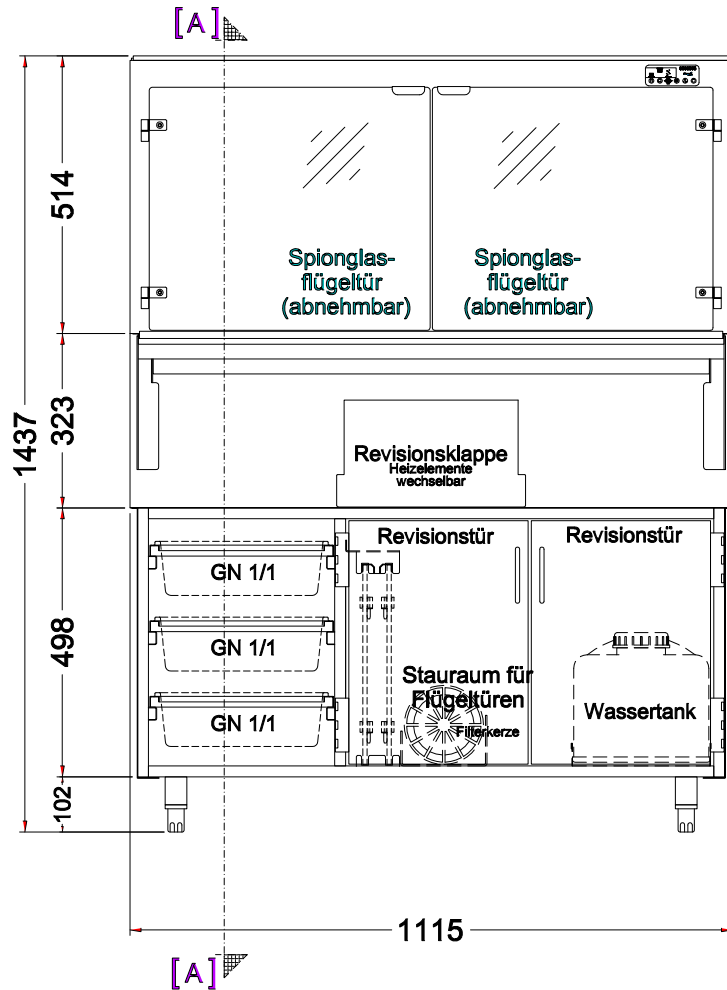 [A]
514
Spionglas-
flügeltür
(abnehmbar)
Spionglas-
flügeltür
(abnehmbar)
323
1437
Revisionsklappe
Heizelemente
wechselbar
Revisionstür
Revisionstür
GN 1/1
GN 1/1
GN 1/1
498
Stauraum für
Flügeltüren
Filterkerze
Wassertank
102
1115
[A]